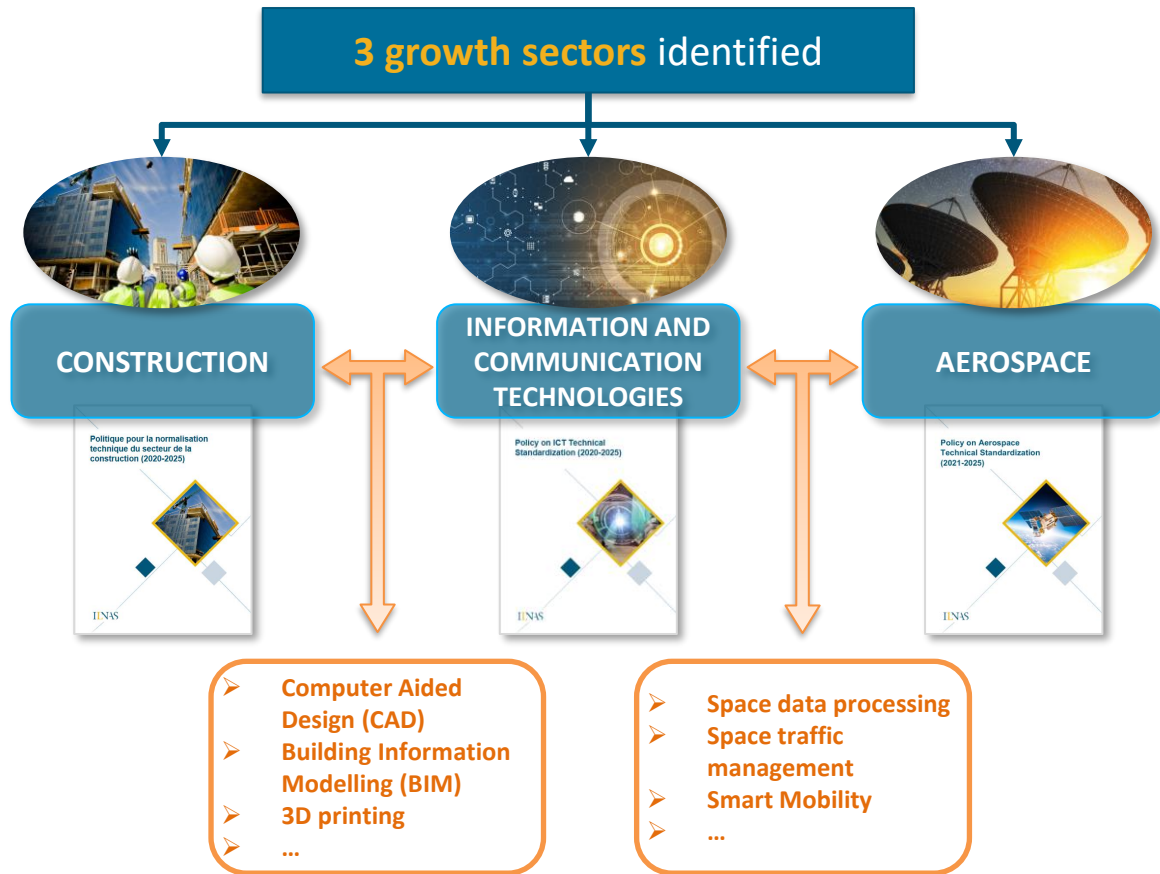 3 growth sectors identified
CONSTRUCTION
INFORMATION AND
COMMUNICATION
TECHNOLOGIES
AEROSPACE
Politique pour la normalisation
technique du secteur de la
construction (2020-2025)
ILNAS
Policy on ICT Technical
Standardization (2020-2025)
ILNAS
Policy on Aerospace
Technical Standardization
(2021-2025)
ILNAS
Computer Aided
Design (CAD)
Building Information
Modelling (BIM)
3D printing
...
Space data processing
Space traffic
management
Smart Mobility
...